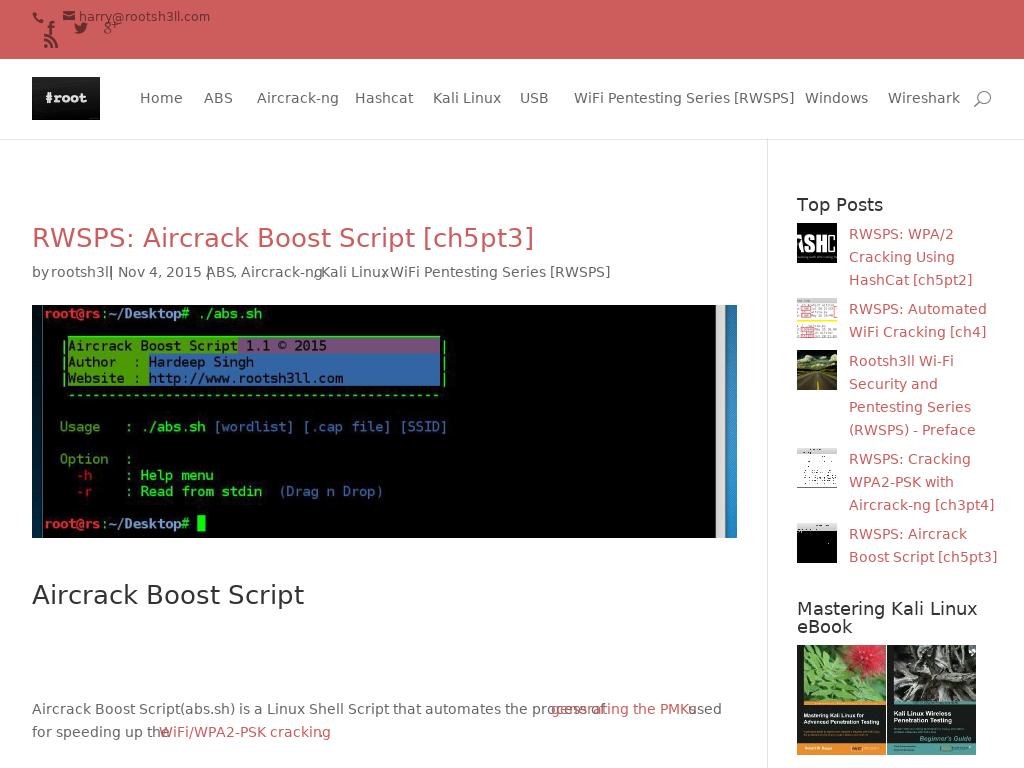 harry@rootsh3ll.com
#root
Home ABS Aircrack-ng Hashcat Kali Linux USB WiFi Pentesting Series [RWSPS] Windows Wireshark
RWSPS: Aircrack Boost Script [ch5pt3]
by rootsh3ll | Nov 4, 2015 | ABS, Aircrack-ng, Kali Linux, WiFi Pentesting Series [RWSPS]
root@rs:~/Desktop# ./abs.sh
Aircrack Boost Script 1.1 © 2015
Author : Hardeep Singh
Website : http://www.rootsh3ll.com
Usage : ./abs.sh [wordlist] [.cap file] [SSID]
Option :
-h : Help menu
-r : Read from stdin (Drag n Drop)
root@rs:~/Desktop#
Aircrack Boost Script
Aircrack Boost Script(abs.sh) is a Linux Shell Script that automates the process of generating the PMKs used
for speeding up the WiFi/WPA2-PSK cracking.
Top Posts
RWSPS: WPA/2
Cracking Using
HashCat [ch5pt2]
RWSPS: Automated
WiFi Cracking [ch4]
Rootsh3ll Wi-Fi
Security and
Pentesting Series
(RWSPS) - Preface
RWSPS: Cracking
WPA2-PSK with
Aircrack-ng [ch3pt4]
RWSPS: Aircrack
Boost Script [ch5pt3]
Mastering Kali Linux
eBook
Mastering Kali Linux for
Advanced Penetration Testing
Kali Linux Wireless
Penetration Testing
Beginner's Guide